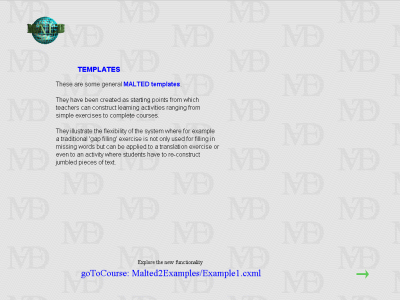 MALTED
TEMPLATES
These are some general MALTED templates.
They have been created as starting points from which
teachers can construct learning activities ranging from
simple exercises to complete courses.
They illustrate the flexibility of the system where for example
a traditional 'gap filling' exercise is not only used for filling in
missing words but can be applied to a translation exercise or
even to an activity where students have to re-construct
jumbled pieces of text.
Explore the new functionality
goToCourse: Malted2Examples/Example1.cxml